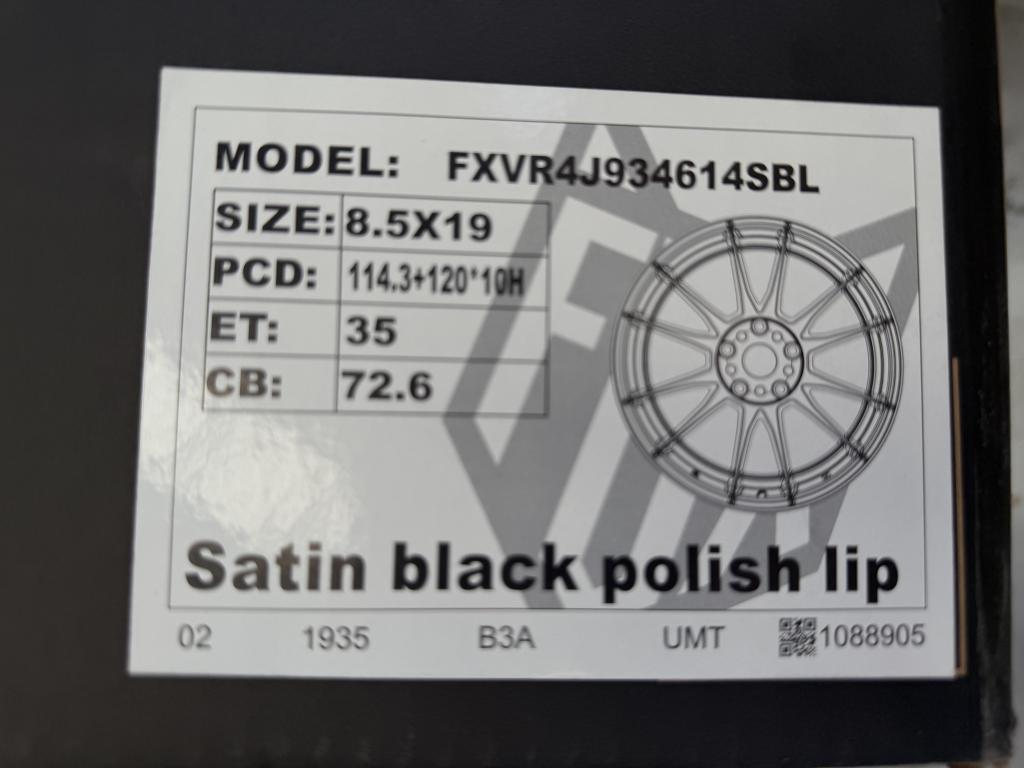 MODEL: FXVR4J934614SBL
SIZE: 8.5X19
PCD: 114.3+120*10H
ET: 35
CB: 72.6
Satin black polish lip
02 1935 B3A UMT 1088905